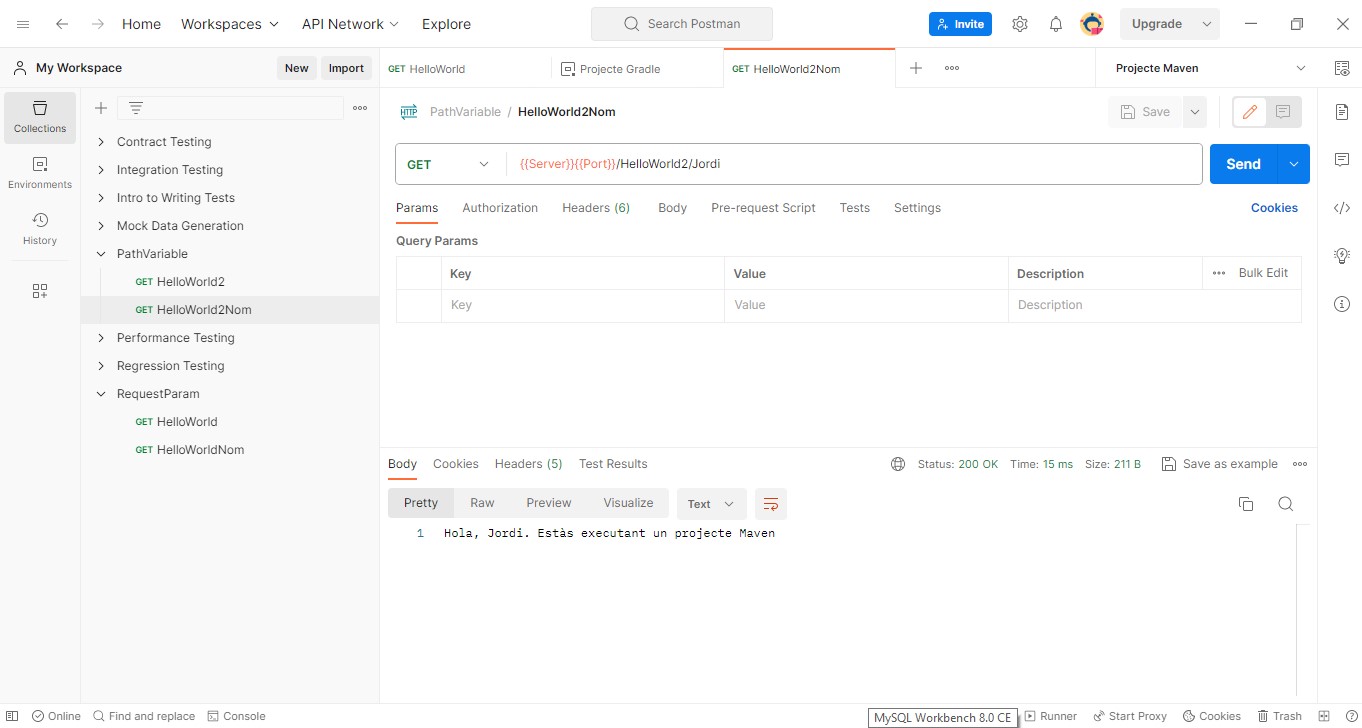 Home Workspaces API Network Explore Search Postman Invite Upgrade
My Workspace New Import GET HelloWorld Projecte Gradle GET HelloWorld2Nom Projecte Maven
Collections
Environments
History
Contract Testing
Integration Testing
Intro to Writing Tests
Mock Data Generation
PathVariable
GET HelloWorld2
GET HelloWorld2Nom
Performance Testing
Regression Testing
RequestParam
GET HelloWorld
GET HelloWorldNom
HTTP PathVariable / HelloWorld2Nom Save
GET {{Server}}{{Port}}/HelloWorld2/Jordi Send
Params Authorization Headers (6) Body Pre-request Script Tests Settings Cookies
Query Params
Key Value Description Bulk Edit
Key Value Description
Body Cookies Headers (5) Test Results Status: 200 OK Time: 15 ms Size: 211 B Save as example
Pretty Raw Preview Visualize Text
1 Hola, Jordi. Estàs executant un projecte Maven
Online Find and replace Console MySQL Workbench 8.0 CE Runner Start Proxy Cookies Trash